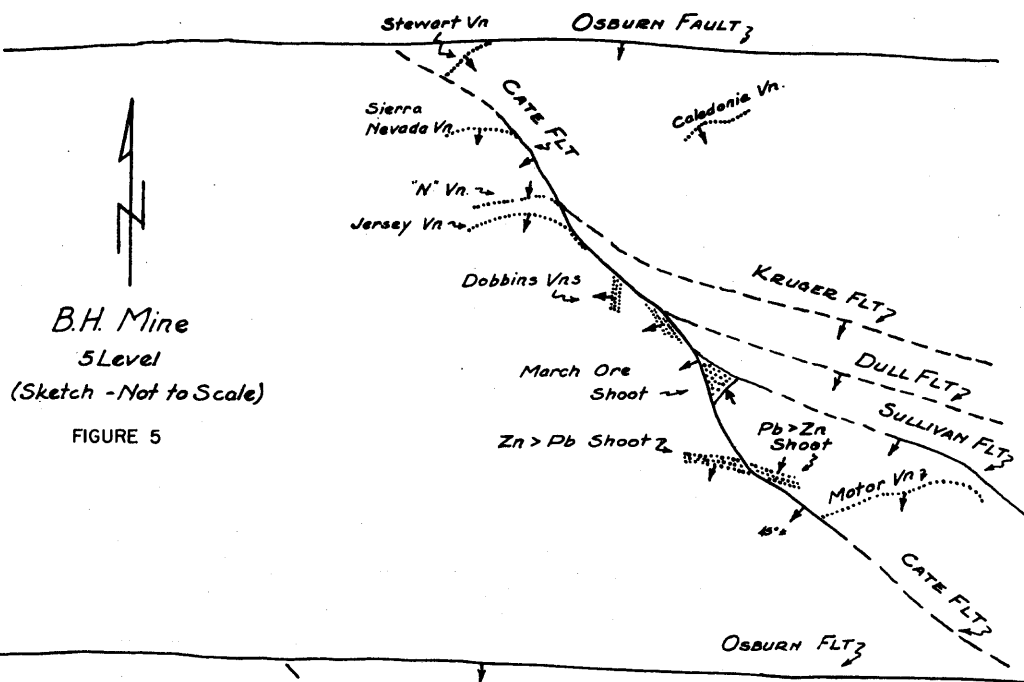 Stewart Vn
OSBURN FAULT
CATE FLT
Caledonia Vn.
Sierra
Nevada Vn.
"N" Vn.
Jersey Vn
Dobbins Vns
KRUGER FLT
B.H. Mine
5 Level
(Sketch - Not to Scale)
FIGURE 5
DULL FLT
March Ore
Shoot
SULLIVAN FLT
Zn > Pb Shoot
Pb > Zn
Shoot
Motor Vn
45°±
CATE FLT
OSBURN FLT